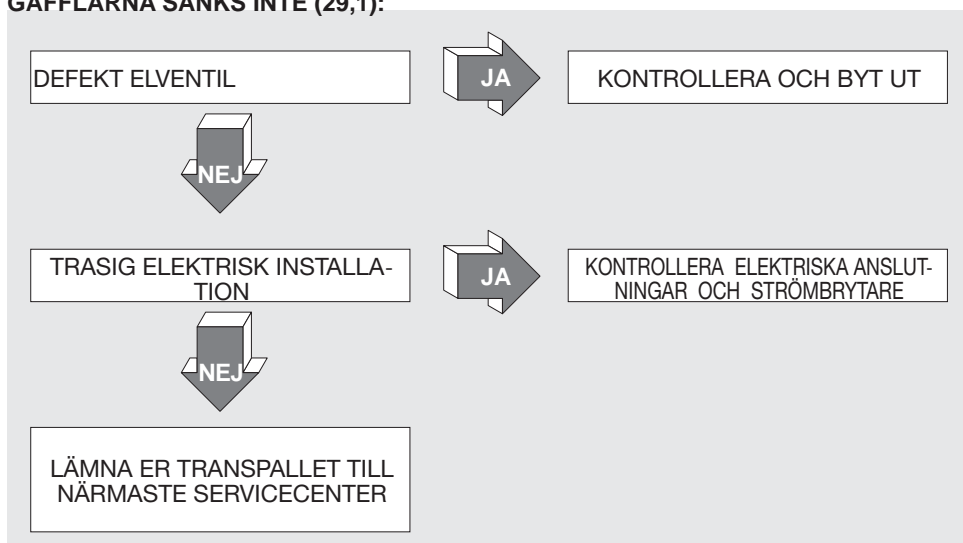 GAFFLARNA SÄNKS INTE (29,1):
DEFEKT ELVENTIL
JA
KONTROLLERA OCH BYT UT
NEJ
TRASIG ELEKTRISK INSTALLA-
TION
JA
KONTROLLERA ELEKTRISKA ANSLUT-
NINGAR OCH STRÖMBRYTARE
NEJ
LÄMNA ER TRANSPALLET TILL
NÄRMASTE SERVICECENTER